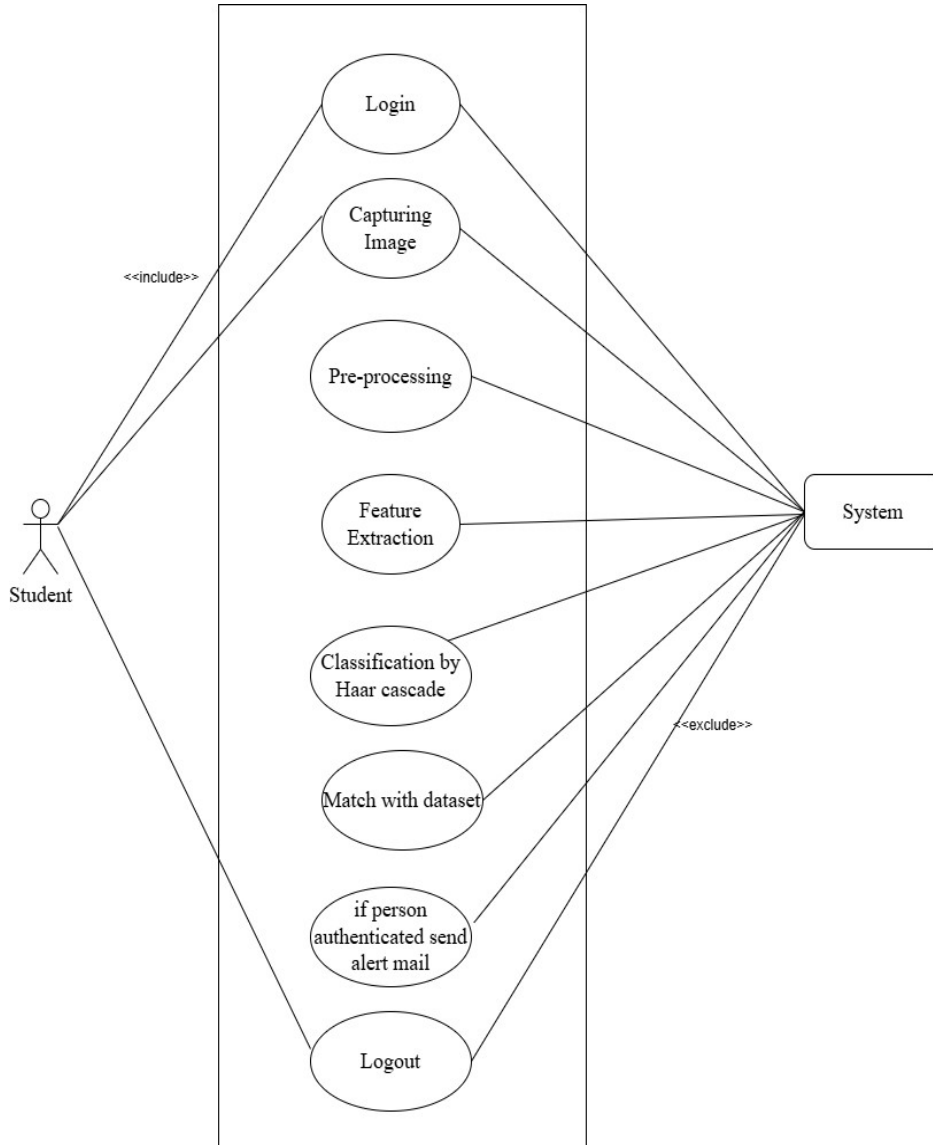 Login
Capturing
Image
<<include>>
Pre-processing
Feature
Extraction
System
Student
Classification by
Haar cascade
<<exclude>>
Match with dataset
if person
authenticated send
alert mail
Logout